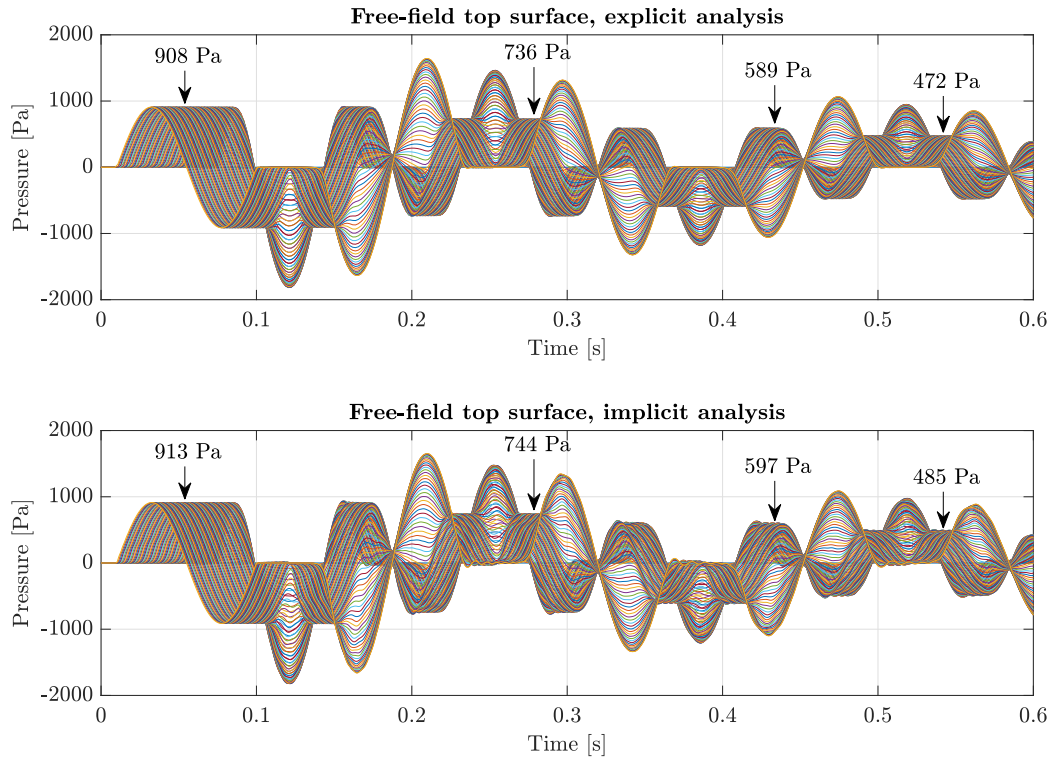 Free-field top surface, explicit analysis
2000
908 Pa
736 Pa
589 Pa
472 Pa
1000
Pressure [Pa]
0
-1000
-2000
0 0.1 0.2 0.3 0.4 0.5 0.6
Time [s]
Free-field top surface, implicit analysis
2000
913 Pa
744 Pa
597 Pa
485 Pa
1000
Pressure [Pa]
0
-1000
-2000
0 0.1 0.2 0.3 0.4 0.5 0.6
Time [s]